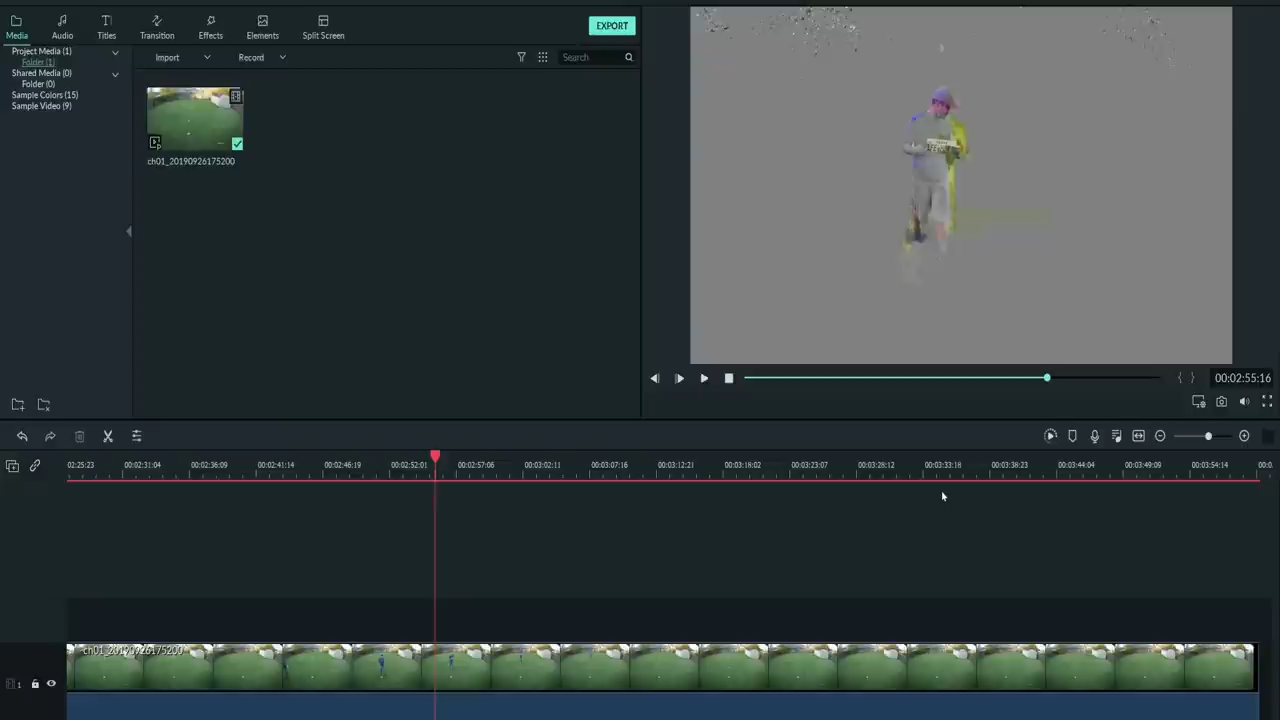 Media Audio Titles Transition Effects Elements Split Screen
EXPORT
Project Media (1)
Folder (1)
Shared Media (0)
Folder (0)
Sample Colors (15)
Sample Video (9)
Import Record Search
ch01_20190926175200
00:02:55:16
02:25:23 00:02:31:04 00:02:36:09 00:02:41:14 00:02:46:19 00:02:52:01 00:02:57:06 00:03:02:11 00:03:07:16 00:03:12:21 00:03:18:02 00:03:23:07 00:03:28:12 00:03:33:18 00:03:38:23 00:03:44:04 00:03:49:09 00:03:54:14 00:0
ch01_20190926175200
1